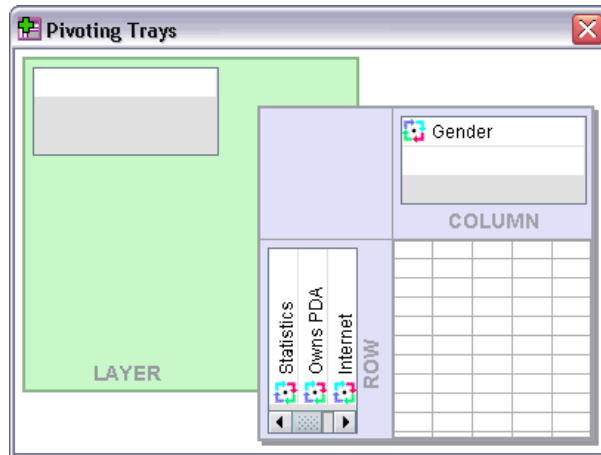 Pivoting Trays
Gender
COLUMN
Statistics
Owns PDA
Internet
ROW
LAYER